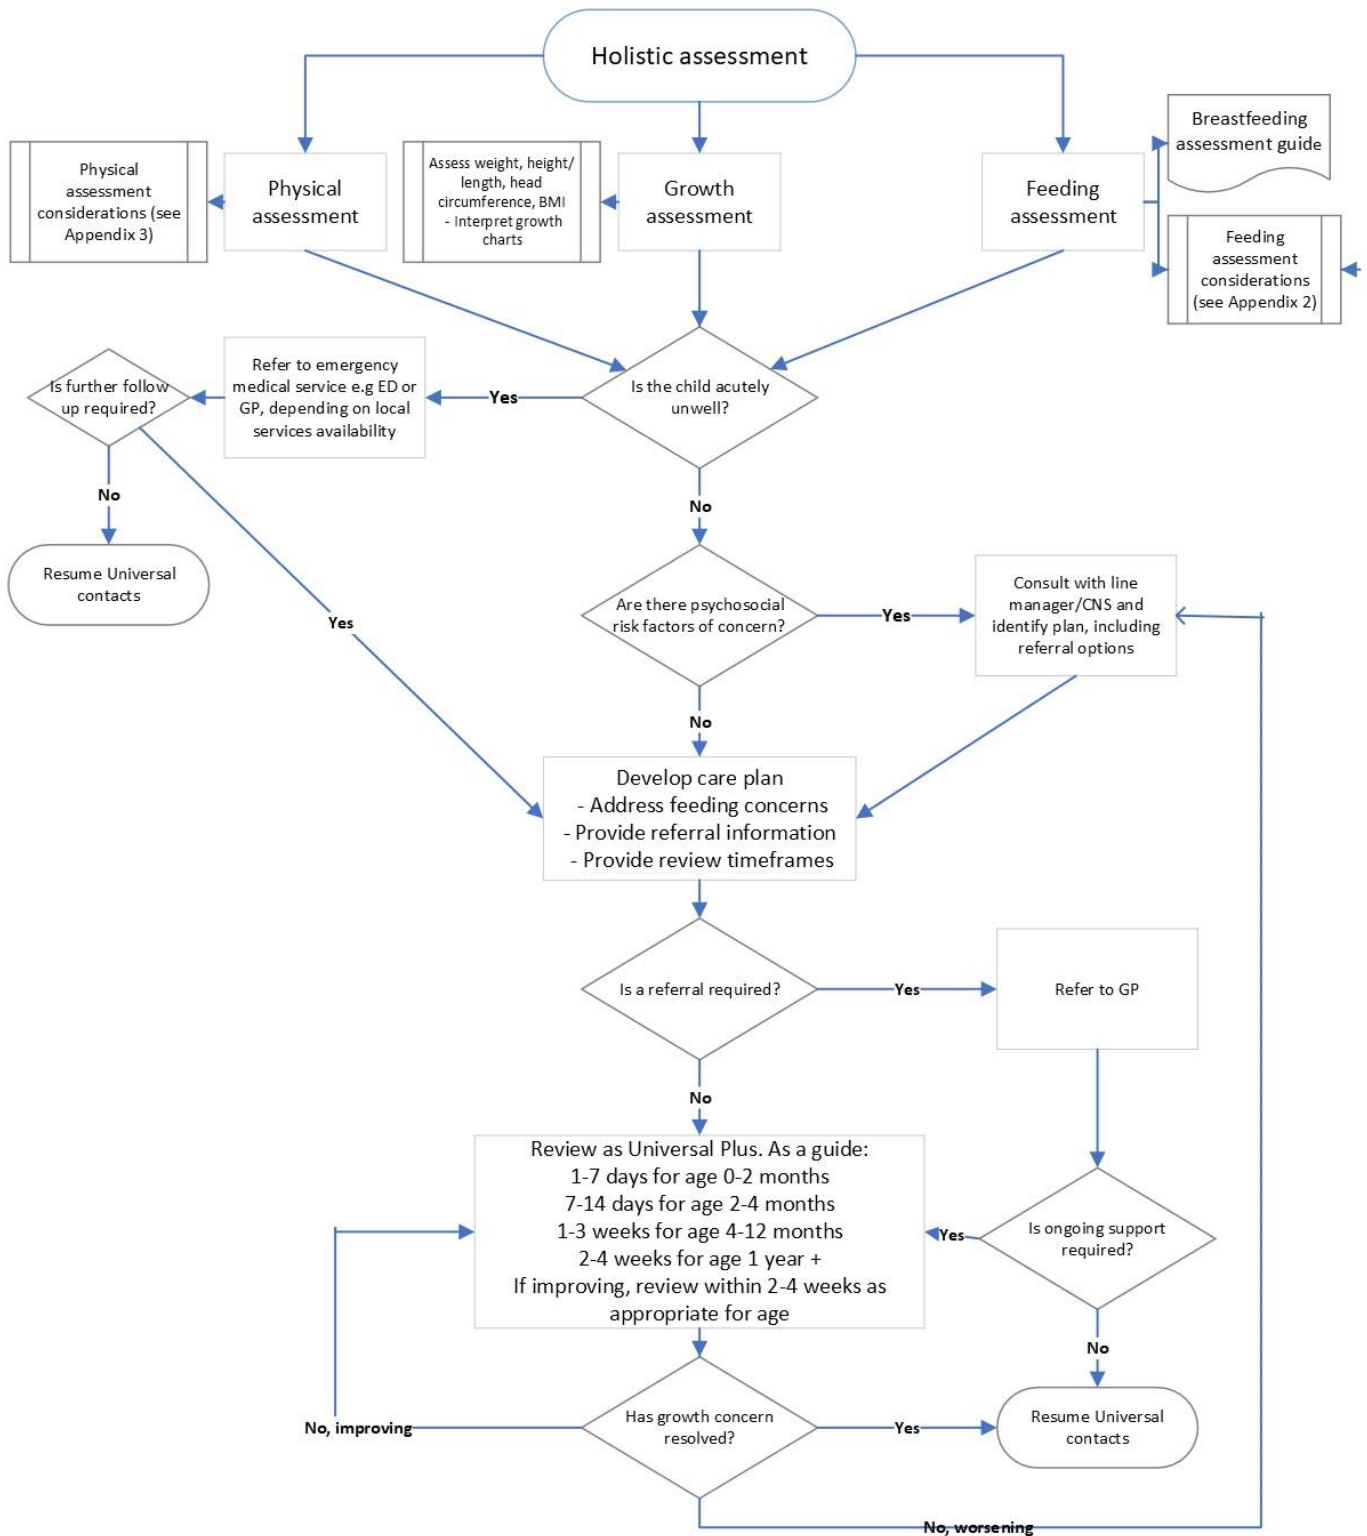 Holistic assessment
Breastfeeding
assessment guide
Physical
assessment
considerations (see
Appendix 3)
Physical
assessment
Assess weight, height/
length, head
circumference, BMI
- Interpret growth
charts
Growth
assessment
Feeding
assessment
Feeding
assessment
considerations
(see Appendix 2)
Is further follow
up required?
Refer to emergency
medical service e.g ED or
GP, depending on local
services availability
Yes
Is the child acutely
unwell?
No
No
Resume Universal
contacts
Yes
Are there psychosocial
risk factors of concern?
Yes
Consult with line
manager/CNS and
identify plan, including
referral options
No
Develop care plan
- Address feeding concerns
- Provide referral information
- Provide review timeframes
Is a referral required?
Yes
Refer to GP
No
Review as Universal Plus. As a guide:
1-7 days for age 0-2 months
7-14 days for age 2-4 months
1-3 weeks for age 4-12 months
2-4 weeks for age 1 year +
If improving, review within 2-4 weeks as
appropriate for age
Yes
Is ongoing support
required?
No
No, improving
Has growth concern
resolved?
Yes
Resume Universal
contacts
No, worsening